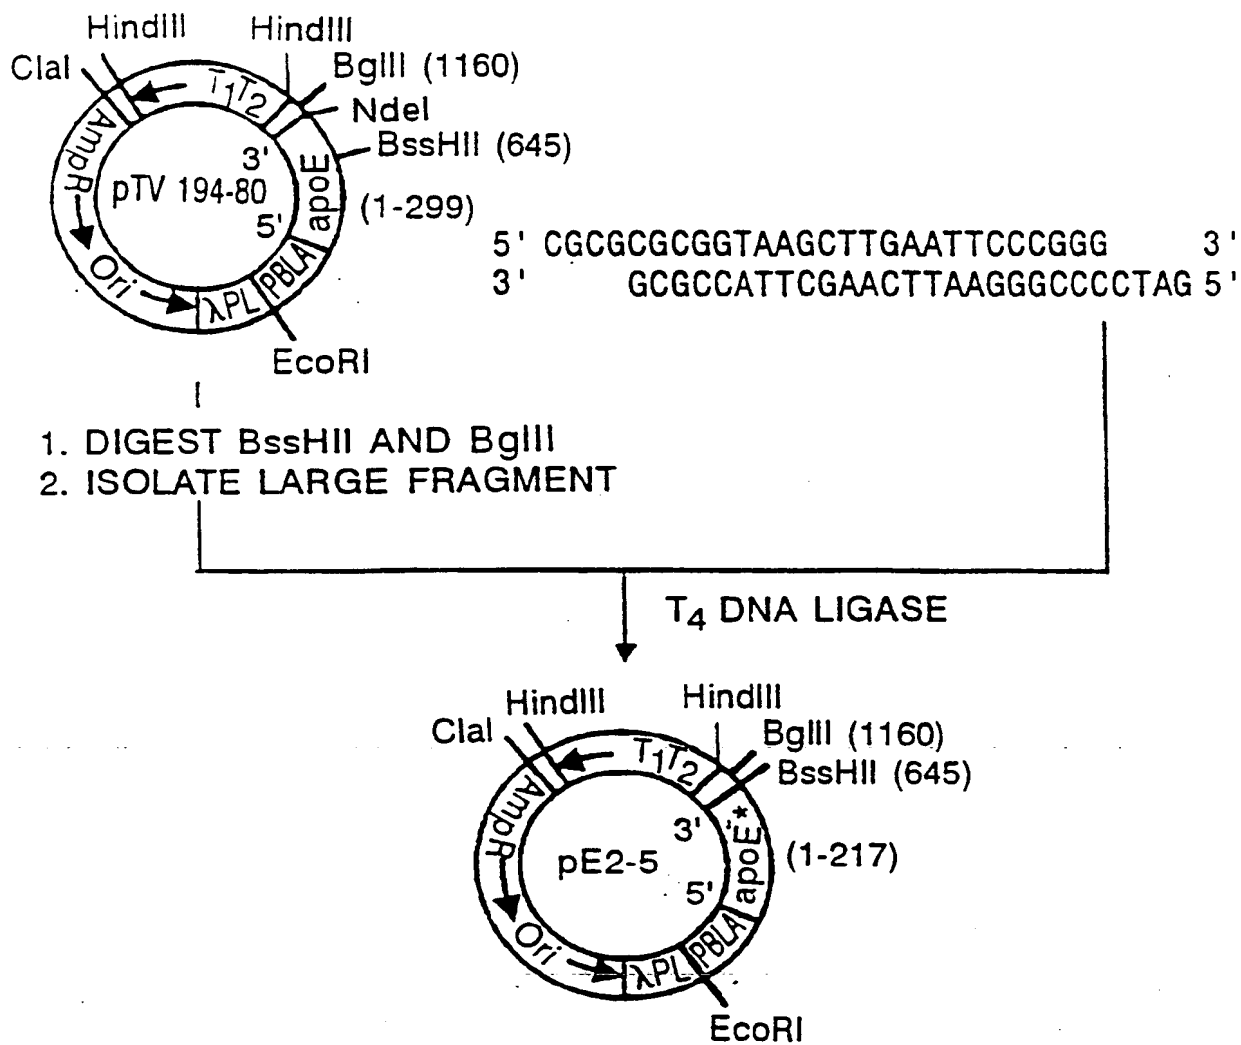 HindIII
HindIII
ClaI
BglII (1160)
NdeI
BssHII (645)
T1T2
AmpR
3'
pTV 194-80
apoE
(1-299)
5'
Ori
λPL
PBLA
EcoRI
5' CGCGCGCGGTAAGCTTGAATTCCCGGG 3'
3' GCGCCATTCGAACTTAAGGGCCCCTAG 5'
1. DIGEST BssHII AND BglII
2. ISOLATE LARGE FRAGMENT
T4 DNA LIGASE
HindIII
HindIII
ClaI
BglII (1160)
BssHII (645)
T1T2
AmpR
3'
pE2-5
apoE*
(1-217)
5'
Ori
λPL
PBLA
EcoRI